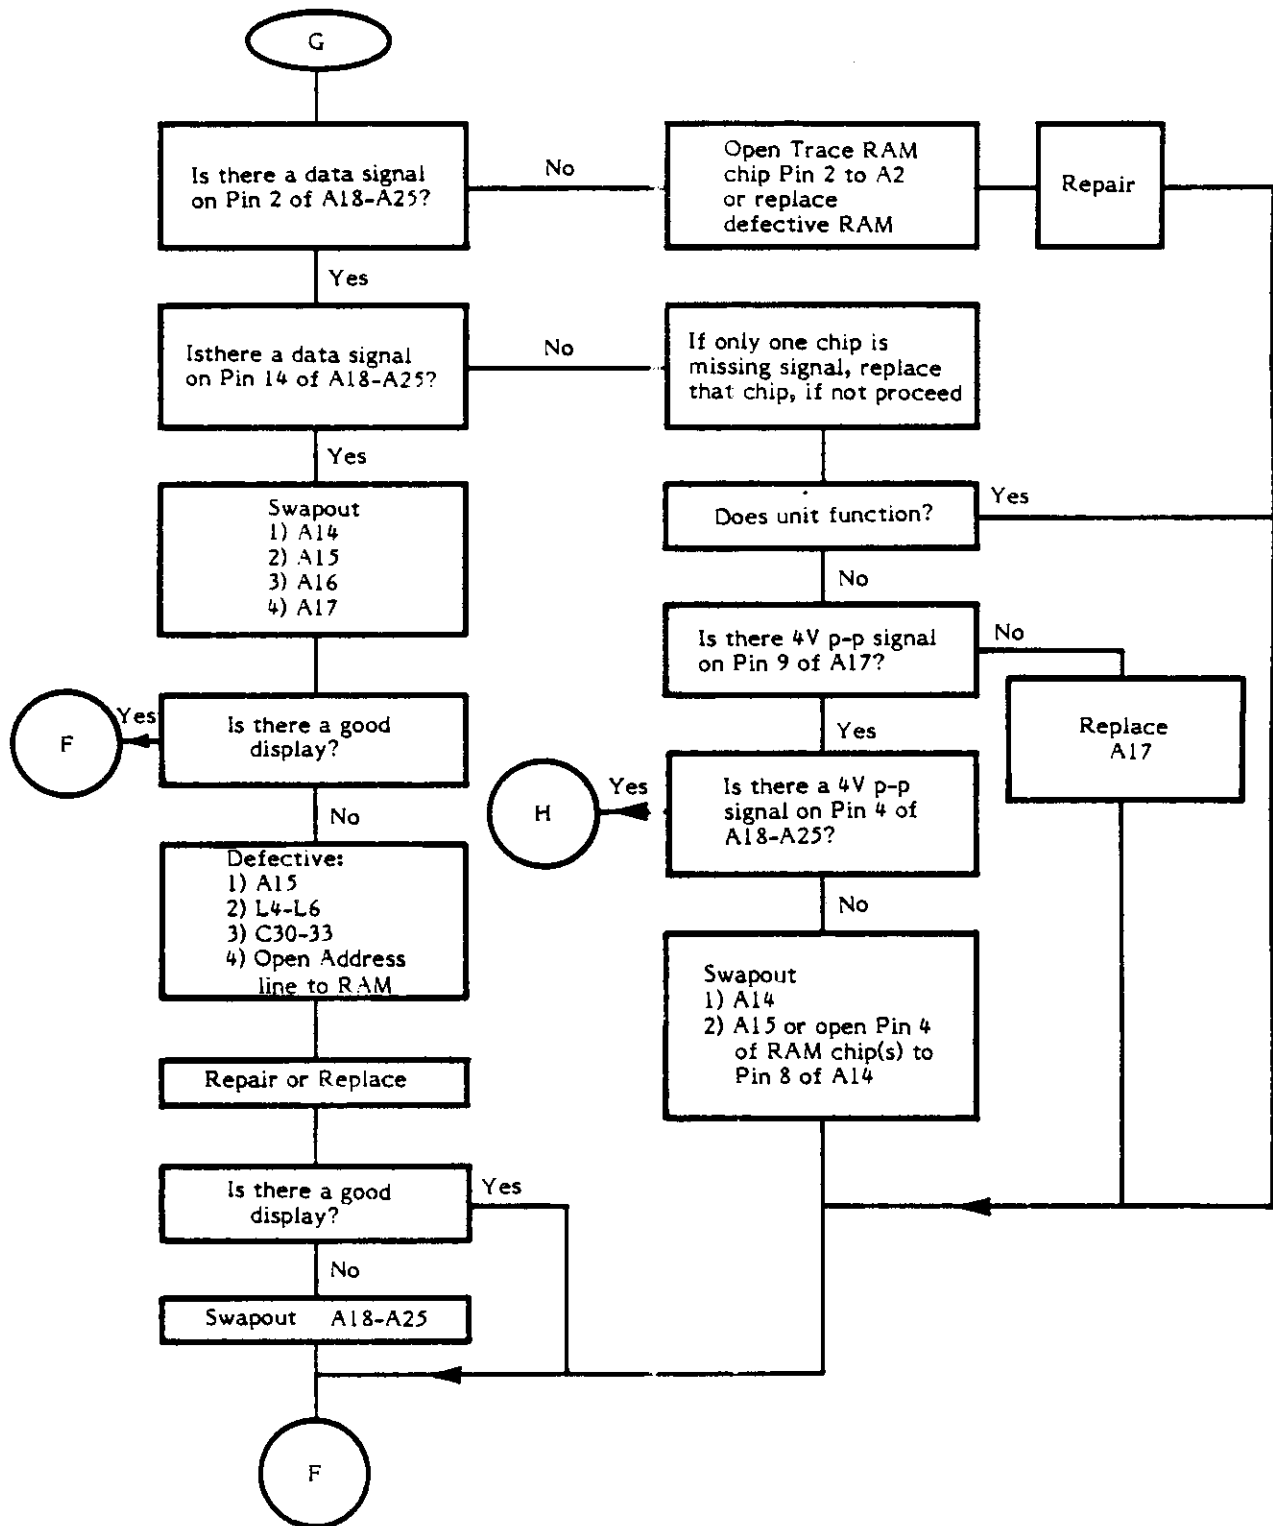 G
Is there a data signal
on Pin 2 of A18-A25?
No
Open Trace RAM
chip Pin 2 to A2
or replace
defective RAM
Repair
Yes
Isthere a data signal
on Pin 14 of A18-A25?
No
If only one chip is
missing signal, replace
that chip, if not proceed
Yes
Swapout
1) A14
2) A15
3) A16
4) A17
Does unit function?
Yes
No
Is there 4V p-p signal
on Pin 9 of A17?
No
Replace
A17
Yes
F
Yes
Is there a good
display?
H
Yes
Is there a 4V p-p
signal on Pin 4 of
A18-A25?
No
No
Defective:
1) A15
2) L4-L6
3) C30-33
4) Open Address
line to RAM
Swapout
1) A14
2) A15 or open Pin 4
of RAM chip(s) to
Pin 8 of A14
Repair or Replace
Is there a good
display?
Yes
No
Swapout A18-A25
F